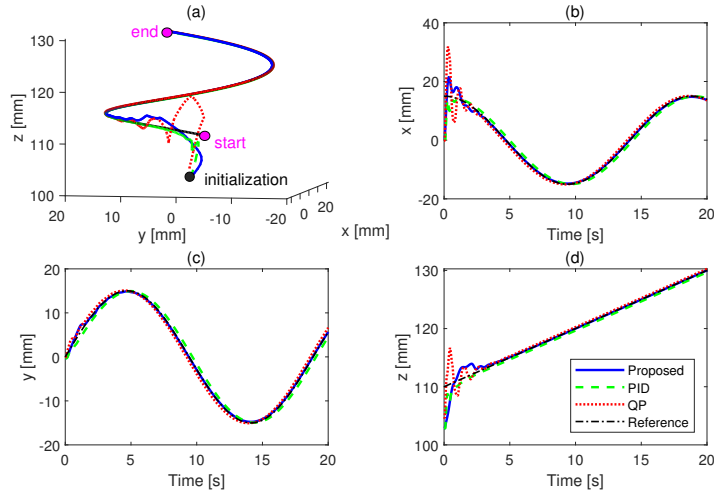 (a)
130
120
110
100
z [mm]
end
start
initialization
20
10
0
-10
-20
y [mm]
0
20
x [mm]
(b)
40
20
0
-20
x [mm]
0
5
10
15
20
Time [s]
(c)
20
10
0
-10
-20
y [mm]
0
5
10
15
20
Time [s]
(d)
130
120
110
100
z [mm]
0
5
10
15
20
Time [s]
Proposed
PID
QP
Reference